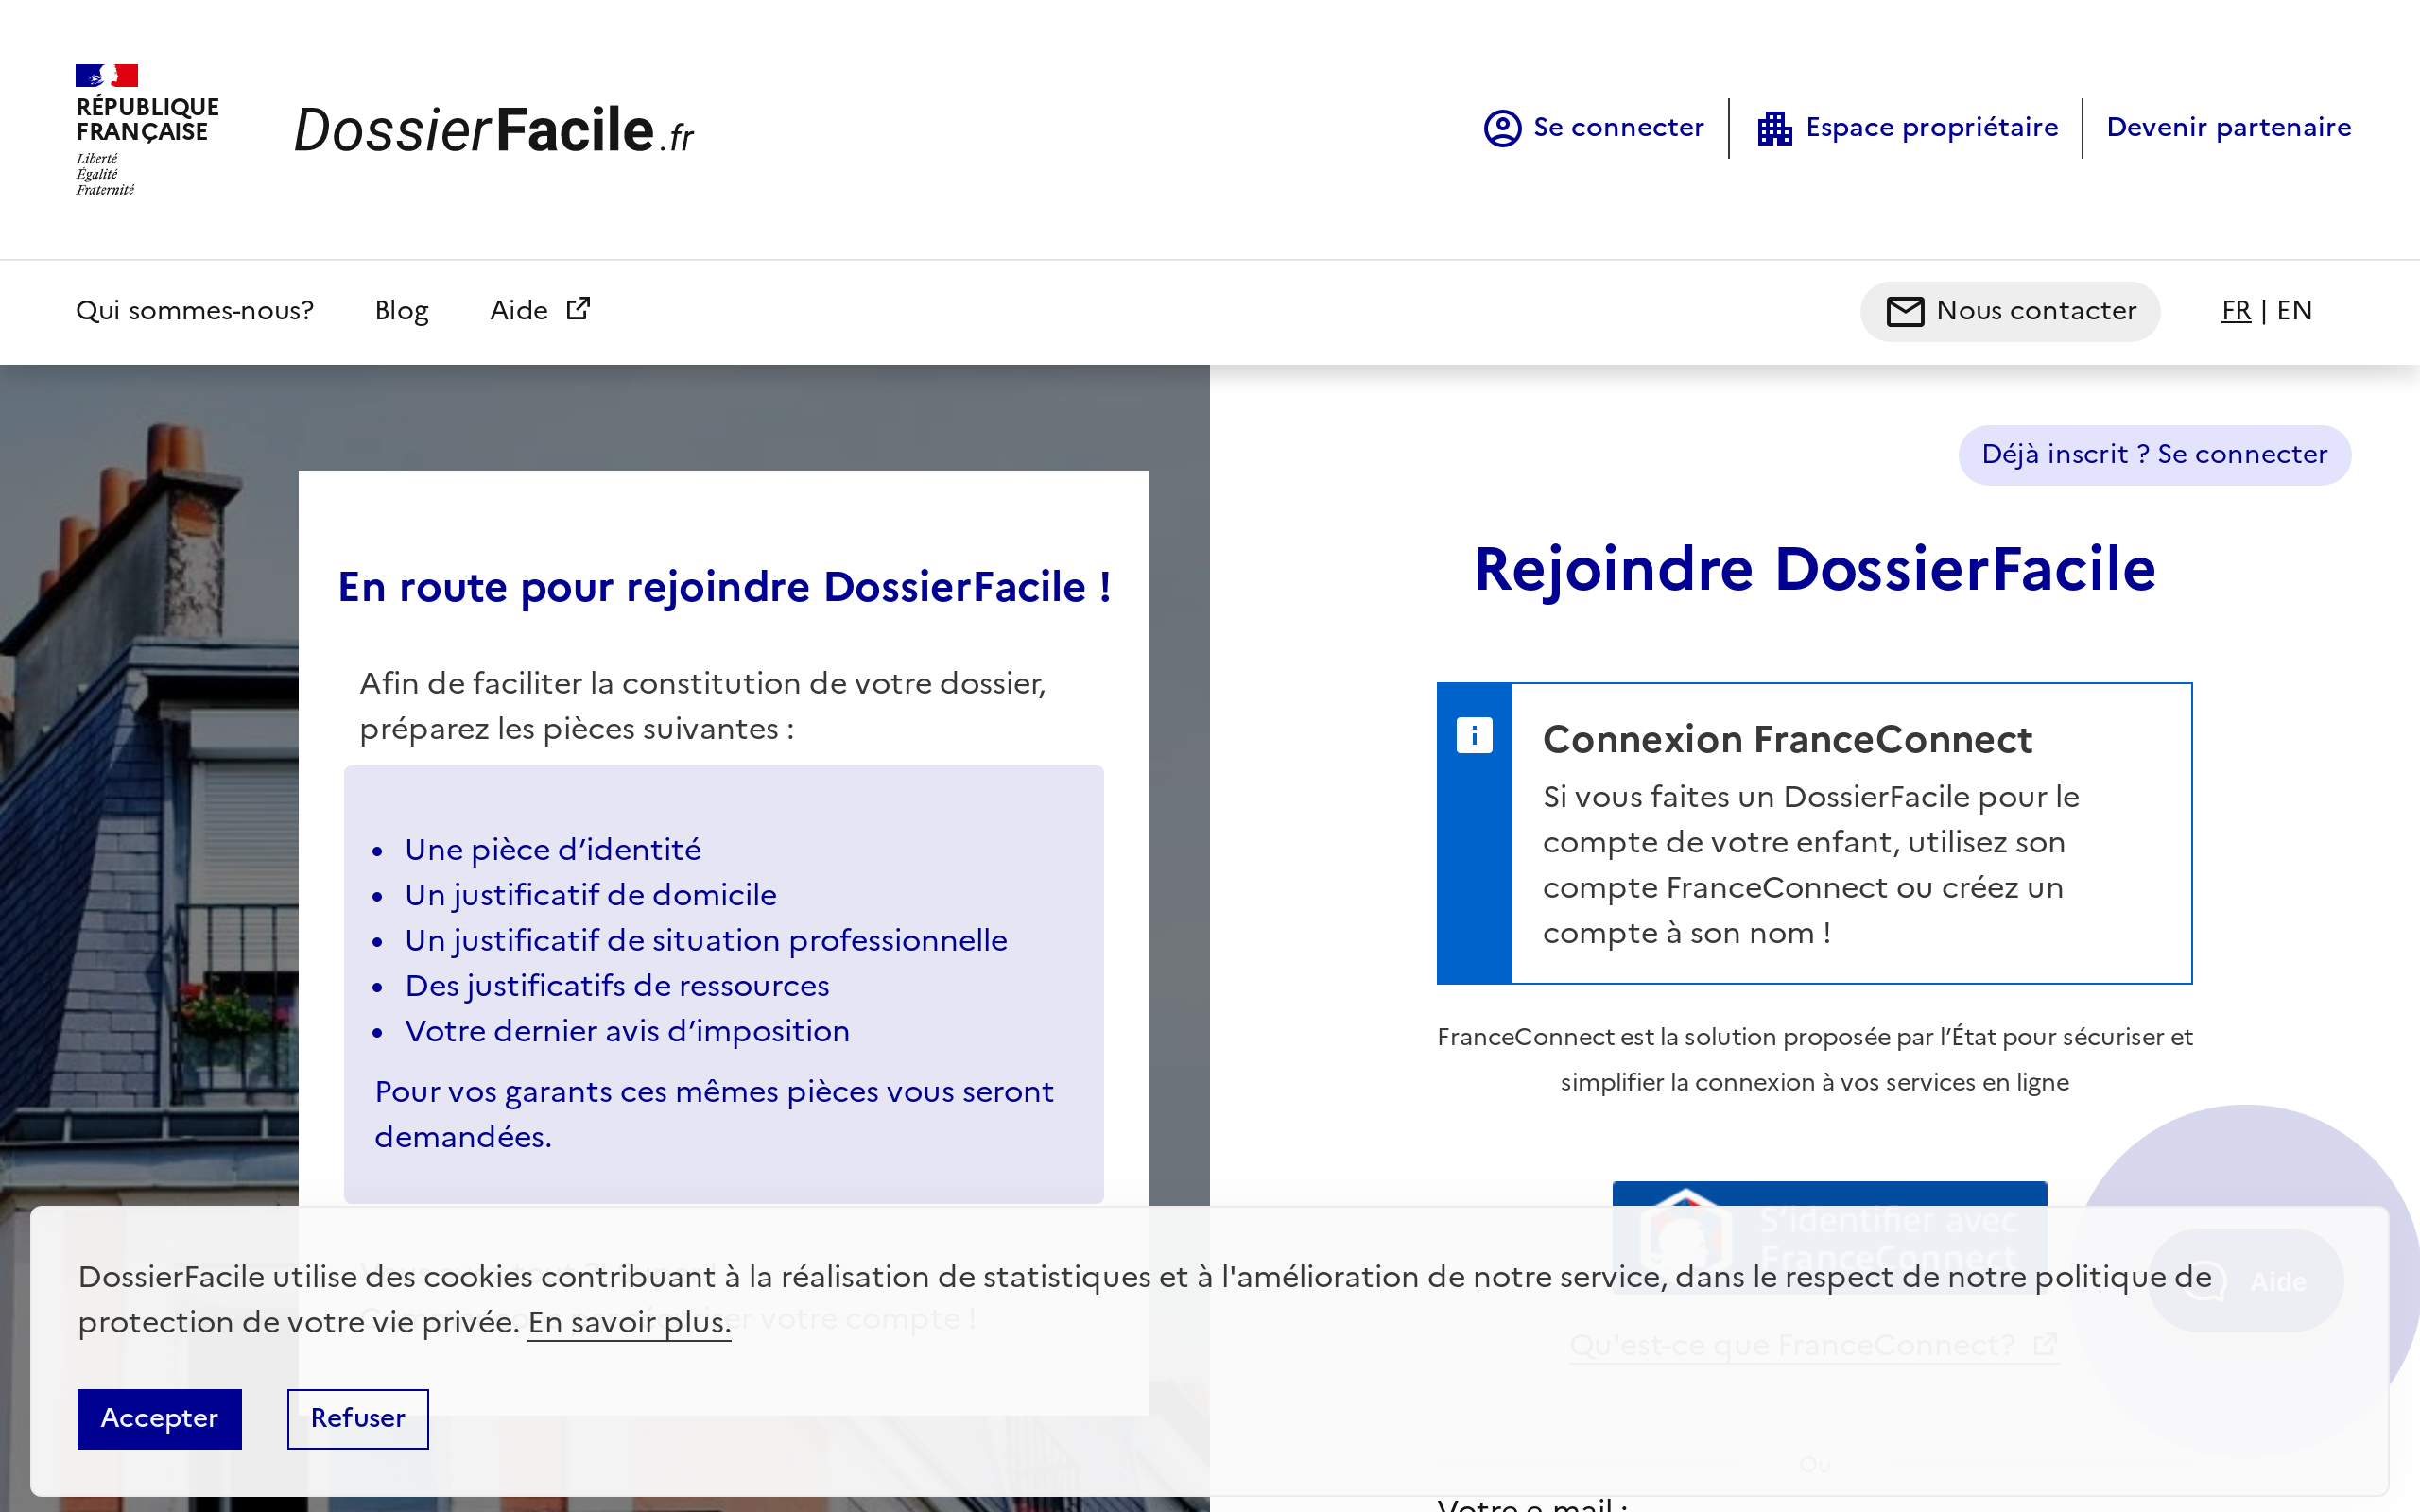 RÉPUBLIQUE
FRANÇAISE
Liberté
Égalité
Fraternité
DossierFacile.fr
Se connecter
Espace propriétaire
Devenir partenaire
Qui sommes-nous?
Blog
Aide
Nous contacter
FR | EN
En route pour rejoindre DossierFacile !
Afin de faciliter la constitution de votre dossier,
préparez les pièces suivantes :
• Une pièce d’identité
• Un justificatif de domicile
• Un justificatif de situation professionnelle
• Des justificatifs de ressources
• Votre dernier avis d’imposition
Pour vos garants ces mêmes pièces vous seront
demandées.
votre compte !
Déjà inscrit ? Se connecter
Rejoindre DossierFacile
Connexion FranceConnect
Si vous faites un DossierFacile pour le
compte de votre enfant, utilisez son
compte FranceConnect ou créez un
compte à son nom !
FranceConnect est la solution proposée par l’État pour sécuriser et
simplifier la connexion à vos services en ligne
S’identifier avec
FranceConnect
Qu'est-ce que FranceConnect?
Ou
Votre e-mail :
Aide
DossierFacile utilise des cookies contribuant à la réalisation de statistiques et à l'amélioration de notre service, dans le respect de notre politique de
protection de votre vie privée. En savoir plus.
Accepter
Refuser